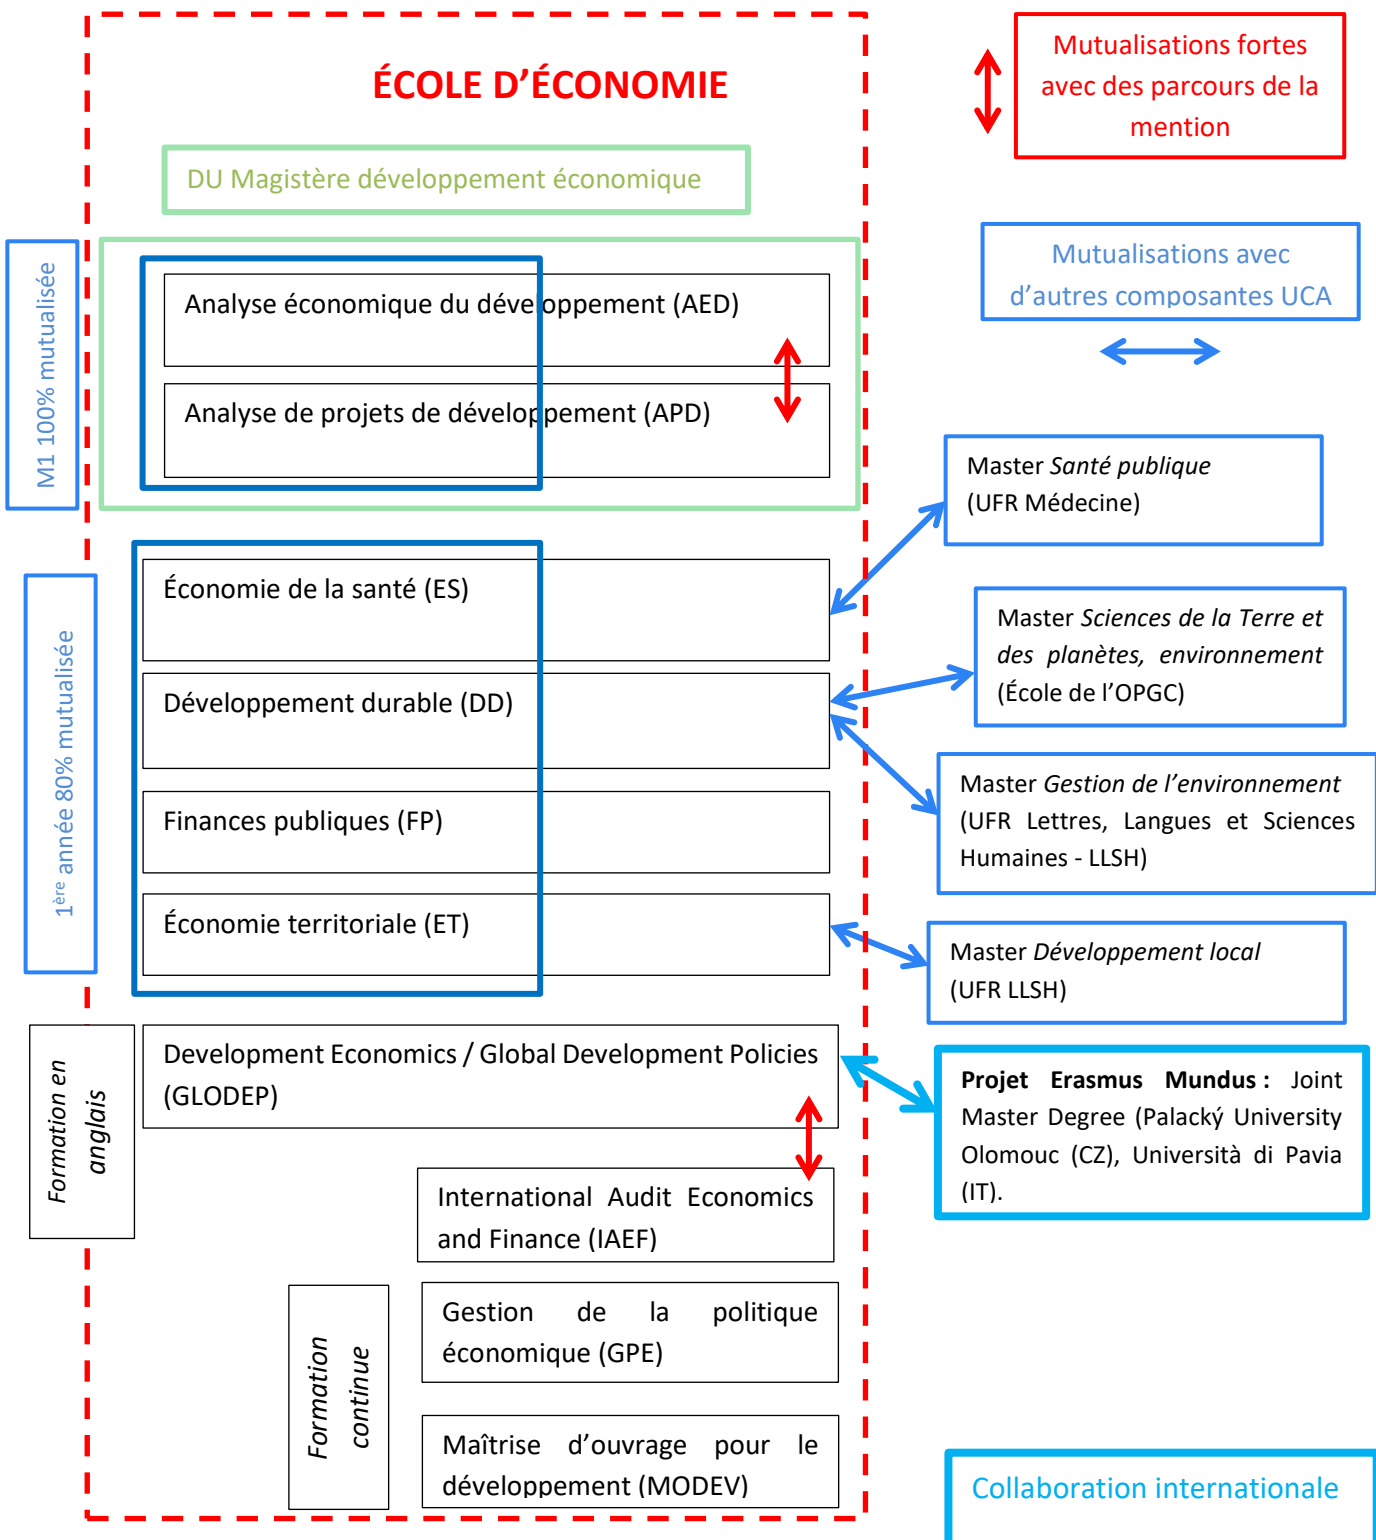 ÉCOLE D’ÉCONOMIE
Mutualisations fortes
avec des parcours de la
mention
DU Magistère développement économique
Mutualisations avec
d’autres composantes UCA
M1 100% mutualisée
Analyse économique du développement (AED)
Analyse de projets de développement (APD)
Master Santé publique
(UFR Médecine)
1ère année 80% mutualisée
Économie de la santé (ES)
Master Sciences de la Terre et
des planètes, environnement
(École de l’OPGC)
Développement durable (DD)
Master Gestion de l’environnement
(UFR Lettres, Langues et Sciences
Humaines - LLSH)
Finances publiques (FP)
Économie territoriale (ET)
Master Développement local
(UFR LLSH)
Formation en
anglais
Development Economics / Global Development Policies
(GLODEP)
Projet Erasmus Mundus : Joint
Master Degree (Palacký University
Olomouc (CZ), Università di Pavia
(IT).
International Audit Economics
and Finance (IAEF)
Formation
continue
Gestion de la politique
économique (GPE)
Maîtrise d’ouvrage pour le
développement (MODEV)
Collaboration internationale